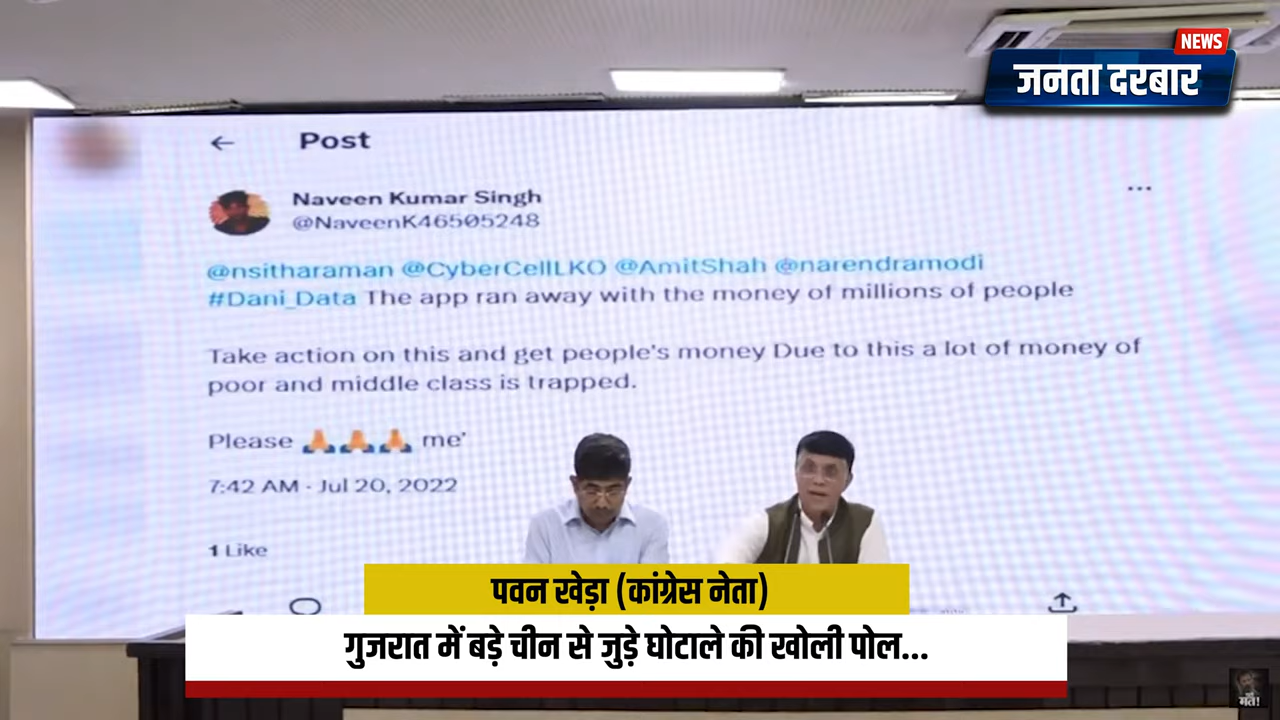 NEWS
जनता दरबार
Post
Naveen Kumar Singh
@NaveenK46505248
@nsitharaman @CyberCellLKO @AmitShah @narendramodi
#Dani_Data The app ran away with the money of millions of people
Take action on this and get people's money Due to this a lot of money of
poor and middle class is trapped.
Please 🙏🙏🙏 me'
7:42 AM · Jul 20, 2022
1 Like
पवन खेड़ा (कांग्रेस नेता)
गुजरात में बड़े चीन से जुड़े घोटाले की खोली पोल...
मत!